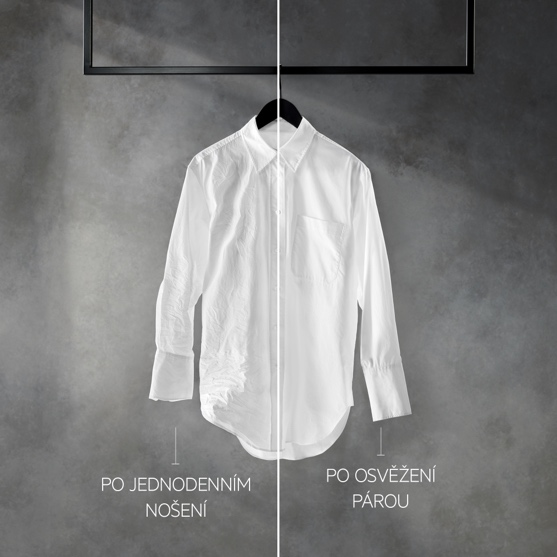 PO JEDNODENNÍM
NOŠENÍ
PO OSVĚŽENÍ
PÁROU